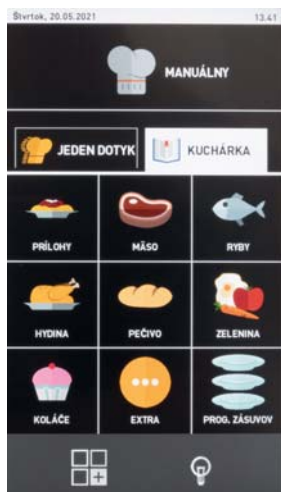 Štvrtok, 20.05.2021 13.41
MANUÁLNY
JEDEN DOTYK KUCHÁRKA
PRÍLOHY MÄSO RYBY
HYDINA PEČIVO ZELENINA
KOLÁČE EXTRA PROG. ZÁSUVOV